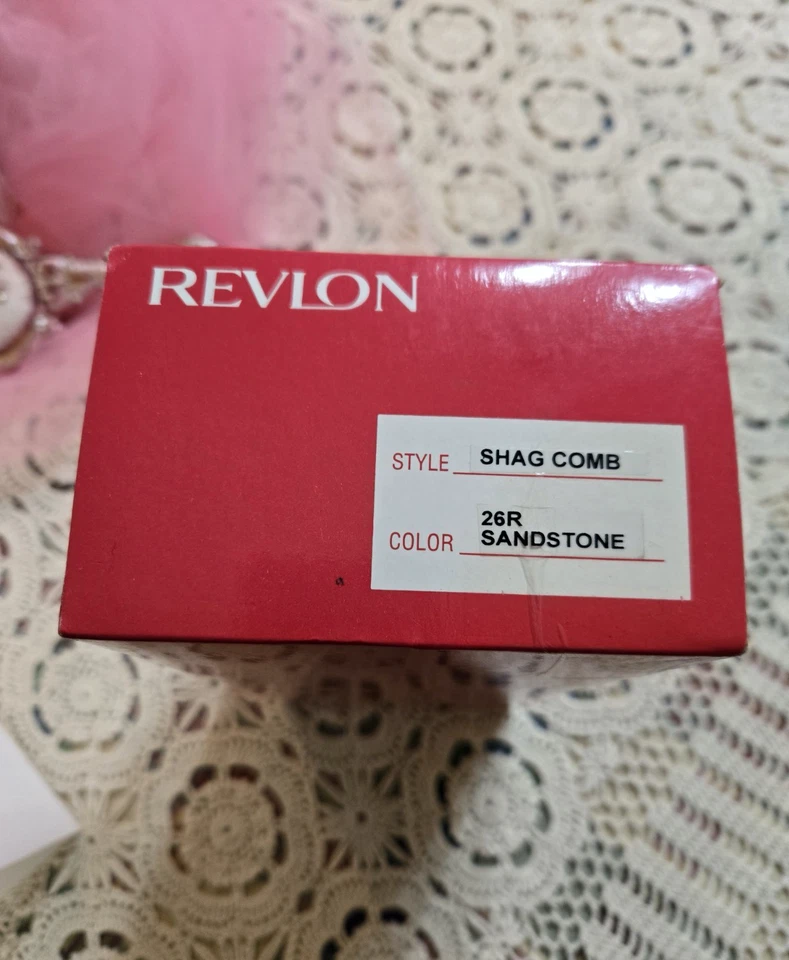 REVLON
STYLE SHAG COMB
26R
COLOR SANDSTONE